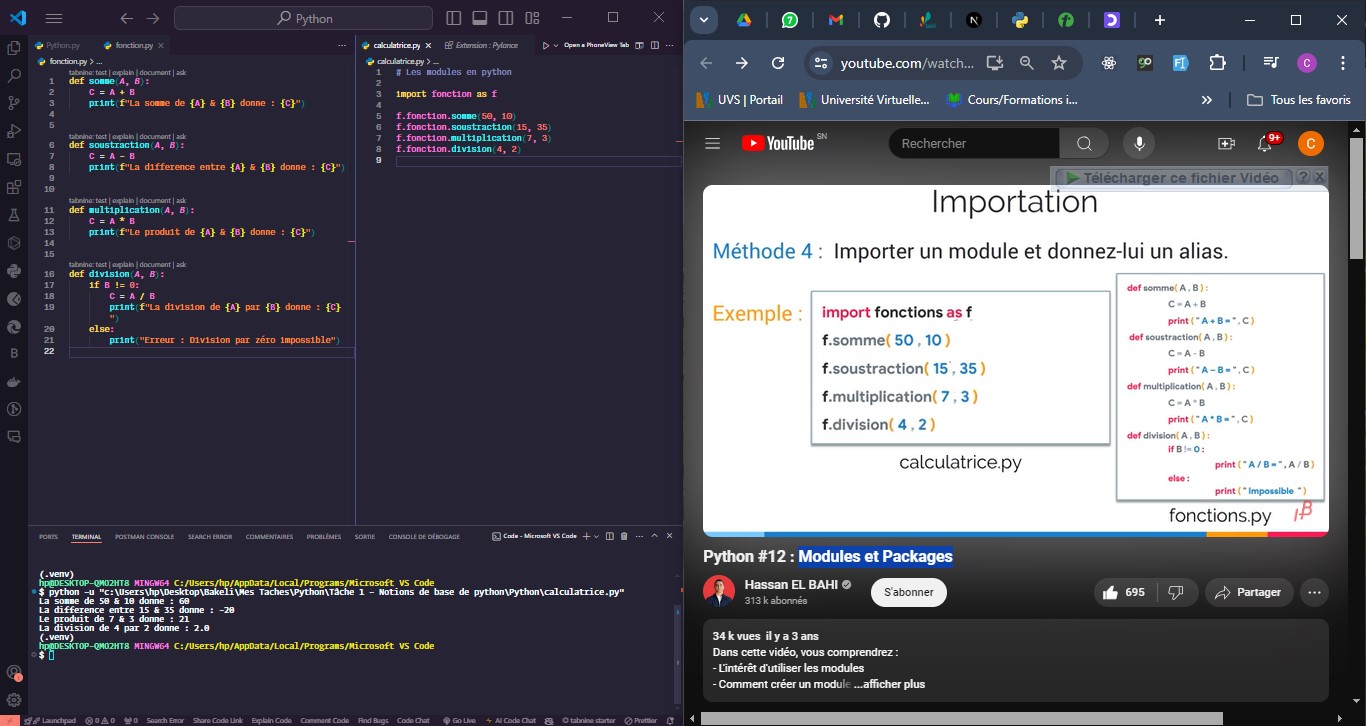 Python
Python.py
fonction.py
fonction.py > ...
tabnine: test | explain | document | ask
1 def somme(A, B):
2 C = A + B
3 print(f"La somme de {A} & {B} donne : {C}")
4
5
tabnine: test | explain | document | ask
6 def soustraction(A, B):
7 C = A - B
8 print(f"La difference entre {A} & {B} donne : {C}")
9
10
tabnine: test | explain | document | ask
11 def multiplication(A, B):
12 C = A * B
13 print(f"Le produit de {A} & {B} donne : {C}")
14
15
tabnine: test | explain | document | ask
16 def division(A, B):
17 if B != 0:
18 C = A / B
19 print(f"La division de {A} par {B} donne : {C}
")
20 else:
21 print("Erreur : Division par zéro impossible")
22
calculatrice.py
Extension : Pylance
Open a PhoneView Tab
calculatrice.py > ...
1 # Les modules en python
2
3 import fonction as f
4
5 f.fonction.somme(50, 10)
6 f.fonction.soustraction(15, 35)
7 f.fonction.multiplication(7, 3)
8 f.fonction.division(4, 2)
9
PORTS TERMINAL POSTMAN CONSOLE SEARCH ERROR COMMENTAIRES PROBLÈMES SORTIE CONSOLE DE DÉBOGAGE
Code - Microsoft VS Code
(.venv)
hp@DESKTOP-QMO2HT8 MINGW64 C:/Users/hp/AppData/Local/Programs/Microsoft VS Code
$ python -u "c:\Users\hp\Desktop\Bakeli\Mes Taches\Python\Tâche 1 - Notions de base de python\Python\calculatrice.py"
La somme de 50 & 10 donne : 60
La difference entre 15 & 35 donne : -20
Le produit de 7 & 3 donne : 21
La division de 4 par 2 donne : 2.0
(.venv)
hp@DESKTOP-QMO2HT8 MINGW64 C:/Users/hp/AppData/Local/Programs/Microsoft VS Code
$
Launchpad 0 0 0 Search Error Share Code Link Explain Code Comment Code Find Bugs Code Chat Go Live AI Code Chat tabnine starter Prettier
youtube.com/watch...
UVS | Portail
Université Virtuelle...
Cours/Formations i...
Tous les favoris
YouTube SN
Rechercher
9+
C
Télécharger ce fichier Vidéo ? X
Importation
Méthode 4 : Importer un module et donnez-lui un alias.
Exemple :
import fonctions as f
f.somme( 50 , 10 )
f.soustraction( 15 , 35 )
f.multiplication( 7 , 3 )
f.division( 4 , 2 )
calculatrice.py
def somme( A , B ) :
C = A + B
print ( " A + B = " , C )
def soustraction( A , B ) :
C = A - B
print ( " A - B = " , C )
def multiplication( A , B ) :
C = A * B
print ( " A * B = " , C )
def division( A , B ) :
if B != 0 :
print ( " A / B = " , A / B )
else :
print ( " Impossible " )
fonctions.py
Python #12 : Modules et Packages
Hassan EL BAHI
313 k abonnés
S'abonner
695
Partager
34 k vues il y a 3 ans
Dans cette vidéo, vous comprendrez :
- L'intérêt d'utiliser les modules
- Comment créer un module ...afficher plus